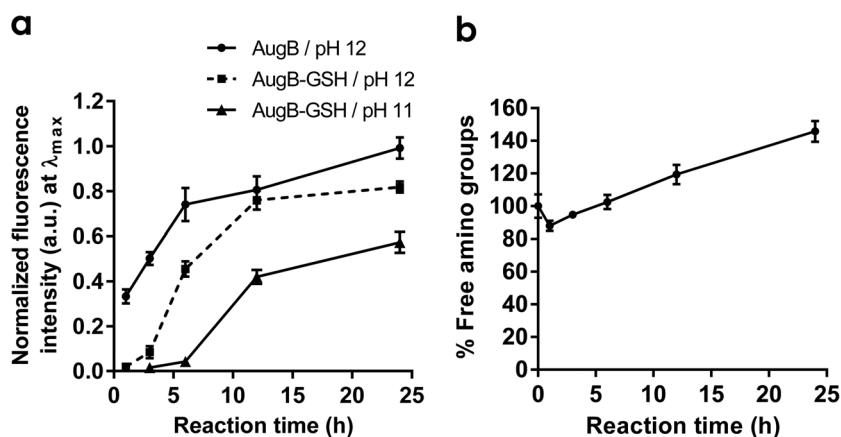 a
AugB / pH 12
AugB-GSH / pH 12
AugB-GSH / pH 11
Normalized fluorescence
intensity (a.u.) at λmax
1.2
1.0
0.8
0.6
0.4
0.2
0.0
0 5 10 15 20 25
Reaction time (h)
b
% Free amino groups
160
140
120
100
80
60
40
20
0
0 5 10 15 20 25
Reaction time (h)